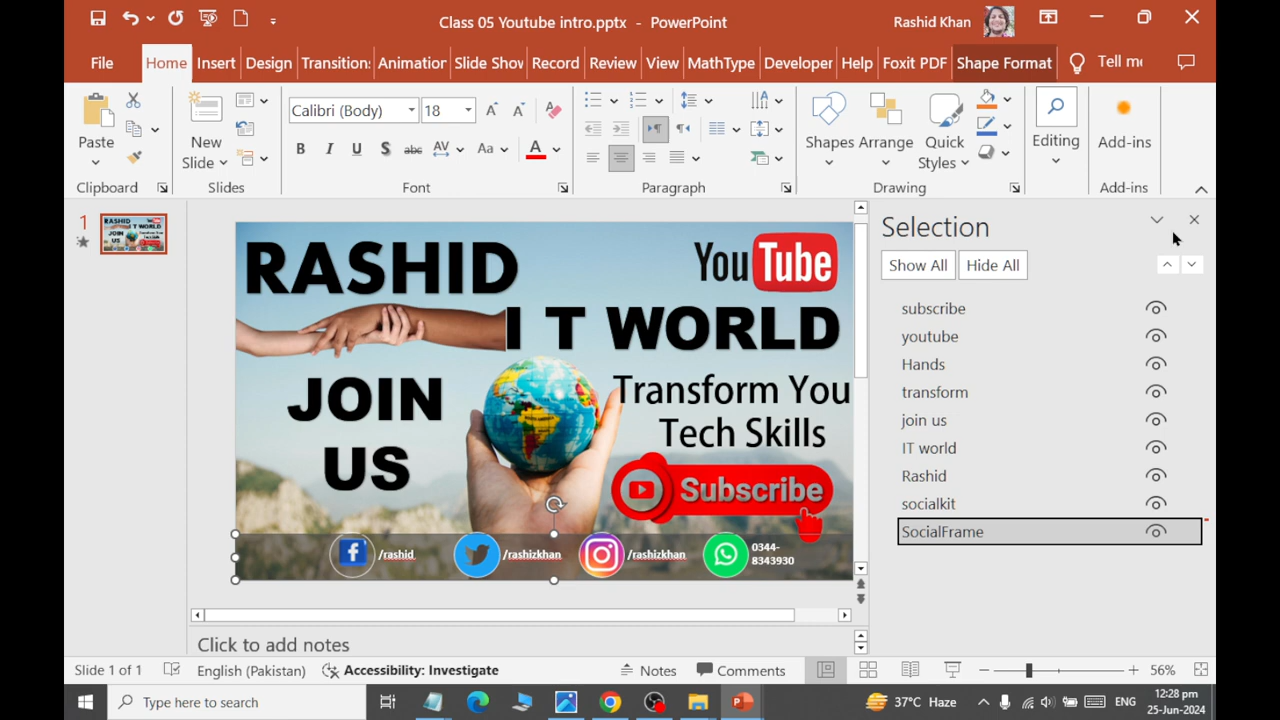 Class 05 Youtube intro.pptx - PowerPoint
Rashid Khan
File
Home
Insert
Design
Transition
Animation
Slide Shov
Record
Review
View
MathType
Developer
Help
Foxit PDF
Shape Format
Tell me
Paste
New
Slide
Calibri (Body)
18
Shapes
Arrange
Quick
Styles
Editing
Add-ins
Clipboard
Slides
Font
Paragraph
Drawing
Add-ins
1
RASHID
YouTube
I T WORLD
JOIN
US
Transform You
Tech Skills
Subscribe
/rashid.
/rashizkhan
/rashizkhan
0344-
8343930
Selection
Show All
Hide All
subscribe
youtube
Hands
transform
join us
IT world
Rashid
socialkit
SocialFrame
Click to add notes
Slide 1 of 1
English (Pakistan)
Accessibility: Investigate
Notes
Comments
56%
Type here to search
37°C Haze
ENG
12:28 pm
25-Jun-2024